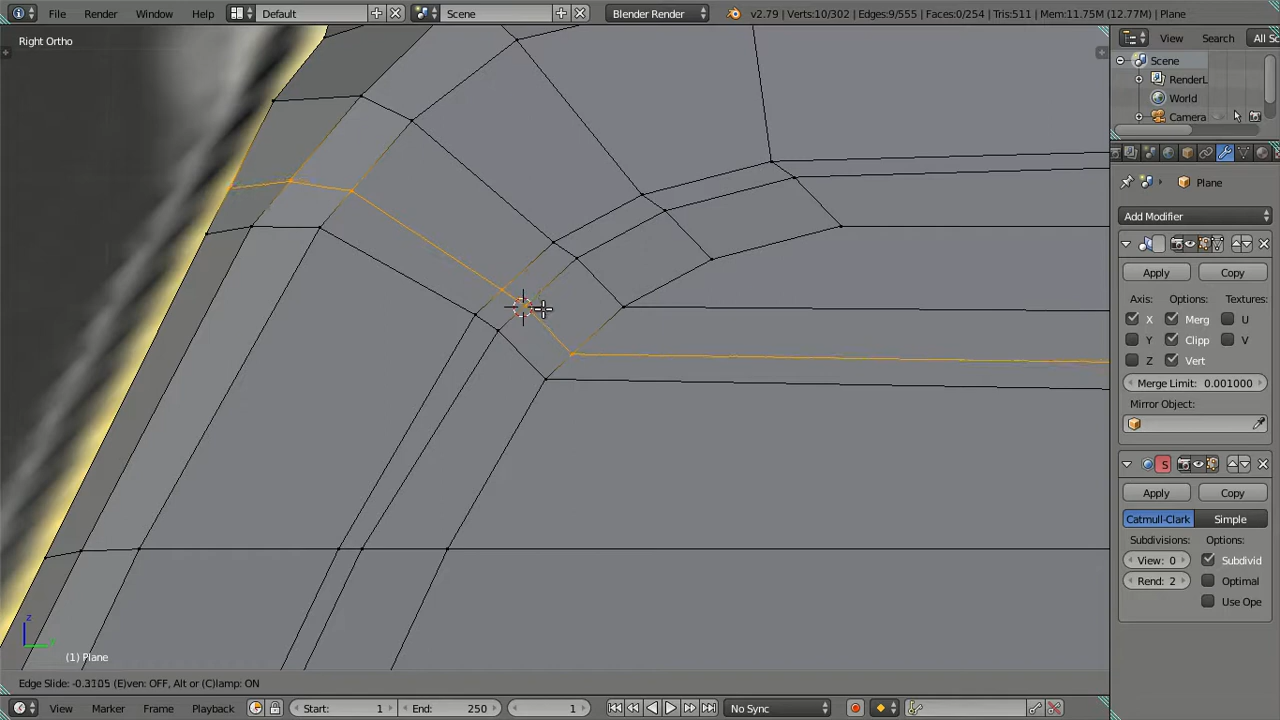 File Render Window Help Default Scene Blender Render v2.79 | Verts:10/302 | Edges:9/555 | Faces:0/254 | Tris:511 | Mem:11.75M (12.77M) | Plane
Right Ortho
View Search All S
Scene
RenderL
World
Camera
Plane
Add Modifier
Apply Copy
Axis: Options: Textures:
X Merg U
Y Clipp V
Z Vert
Merge Limit: 0.001000
Mirror Object:
S
Apply Copy
Catmull-Clark Simple
Subdivisions: Options:
View: 0 Subdivid
Rend: 2 Optimal
Use Ope
z
(1) Plane
Edge Slide: -0.3105 (E)ven: OFF, Alt or (C)lamp: ON
View Marker Frame Playback Start: 1 End: 250 1 No Sync